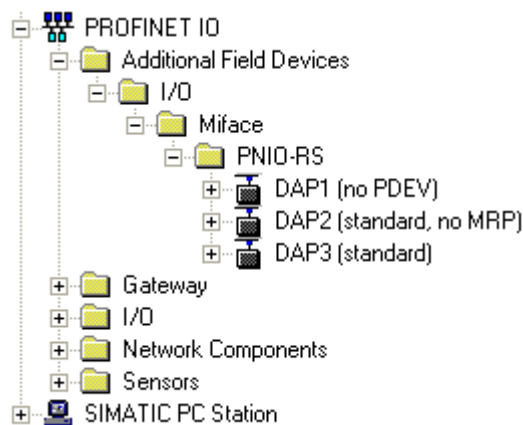 PROFINET IO
Additional Field Devices
I/O
Miface
PNIO-RS
DAP1 (no PDEV)
DAP2 (standard, no MRP)
DAP3 (standard)
Gateway
I/O
Network Components
Sensors
SIMATIC PC Station